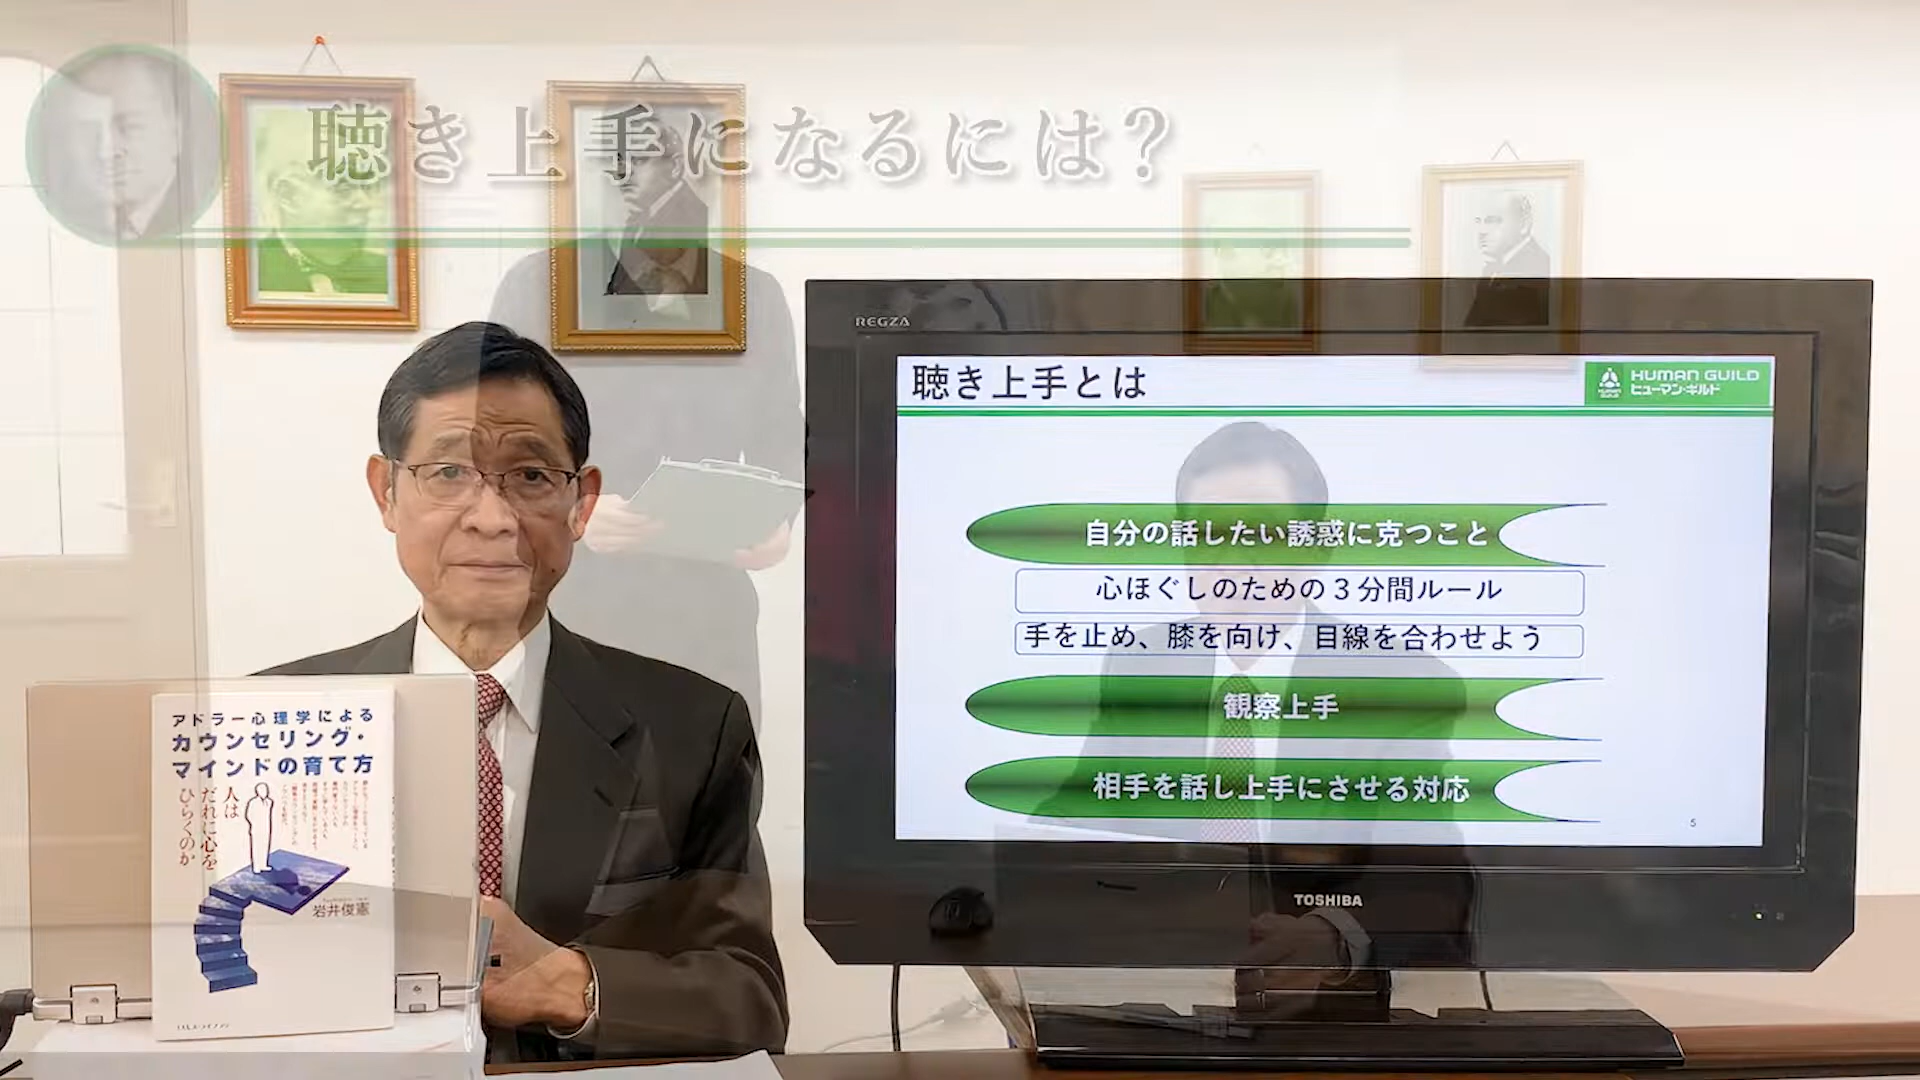 聴き上手になるには?
REGZA
聴き上手とは
HUMAN GUILD
ヒューマン・ギルド
自分の話したい誘惑に克つこと
心ほぐしのための3分間ルール
手を止め、膝を向け、目線を合わせよう
観察上手
相手を話し上手にさせる対応
5
TOSHIBA
アドラー心理学による
カウンセリング・
マインドの育て方
人は
だれに心を
ひらくのか
岩井俊憲